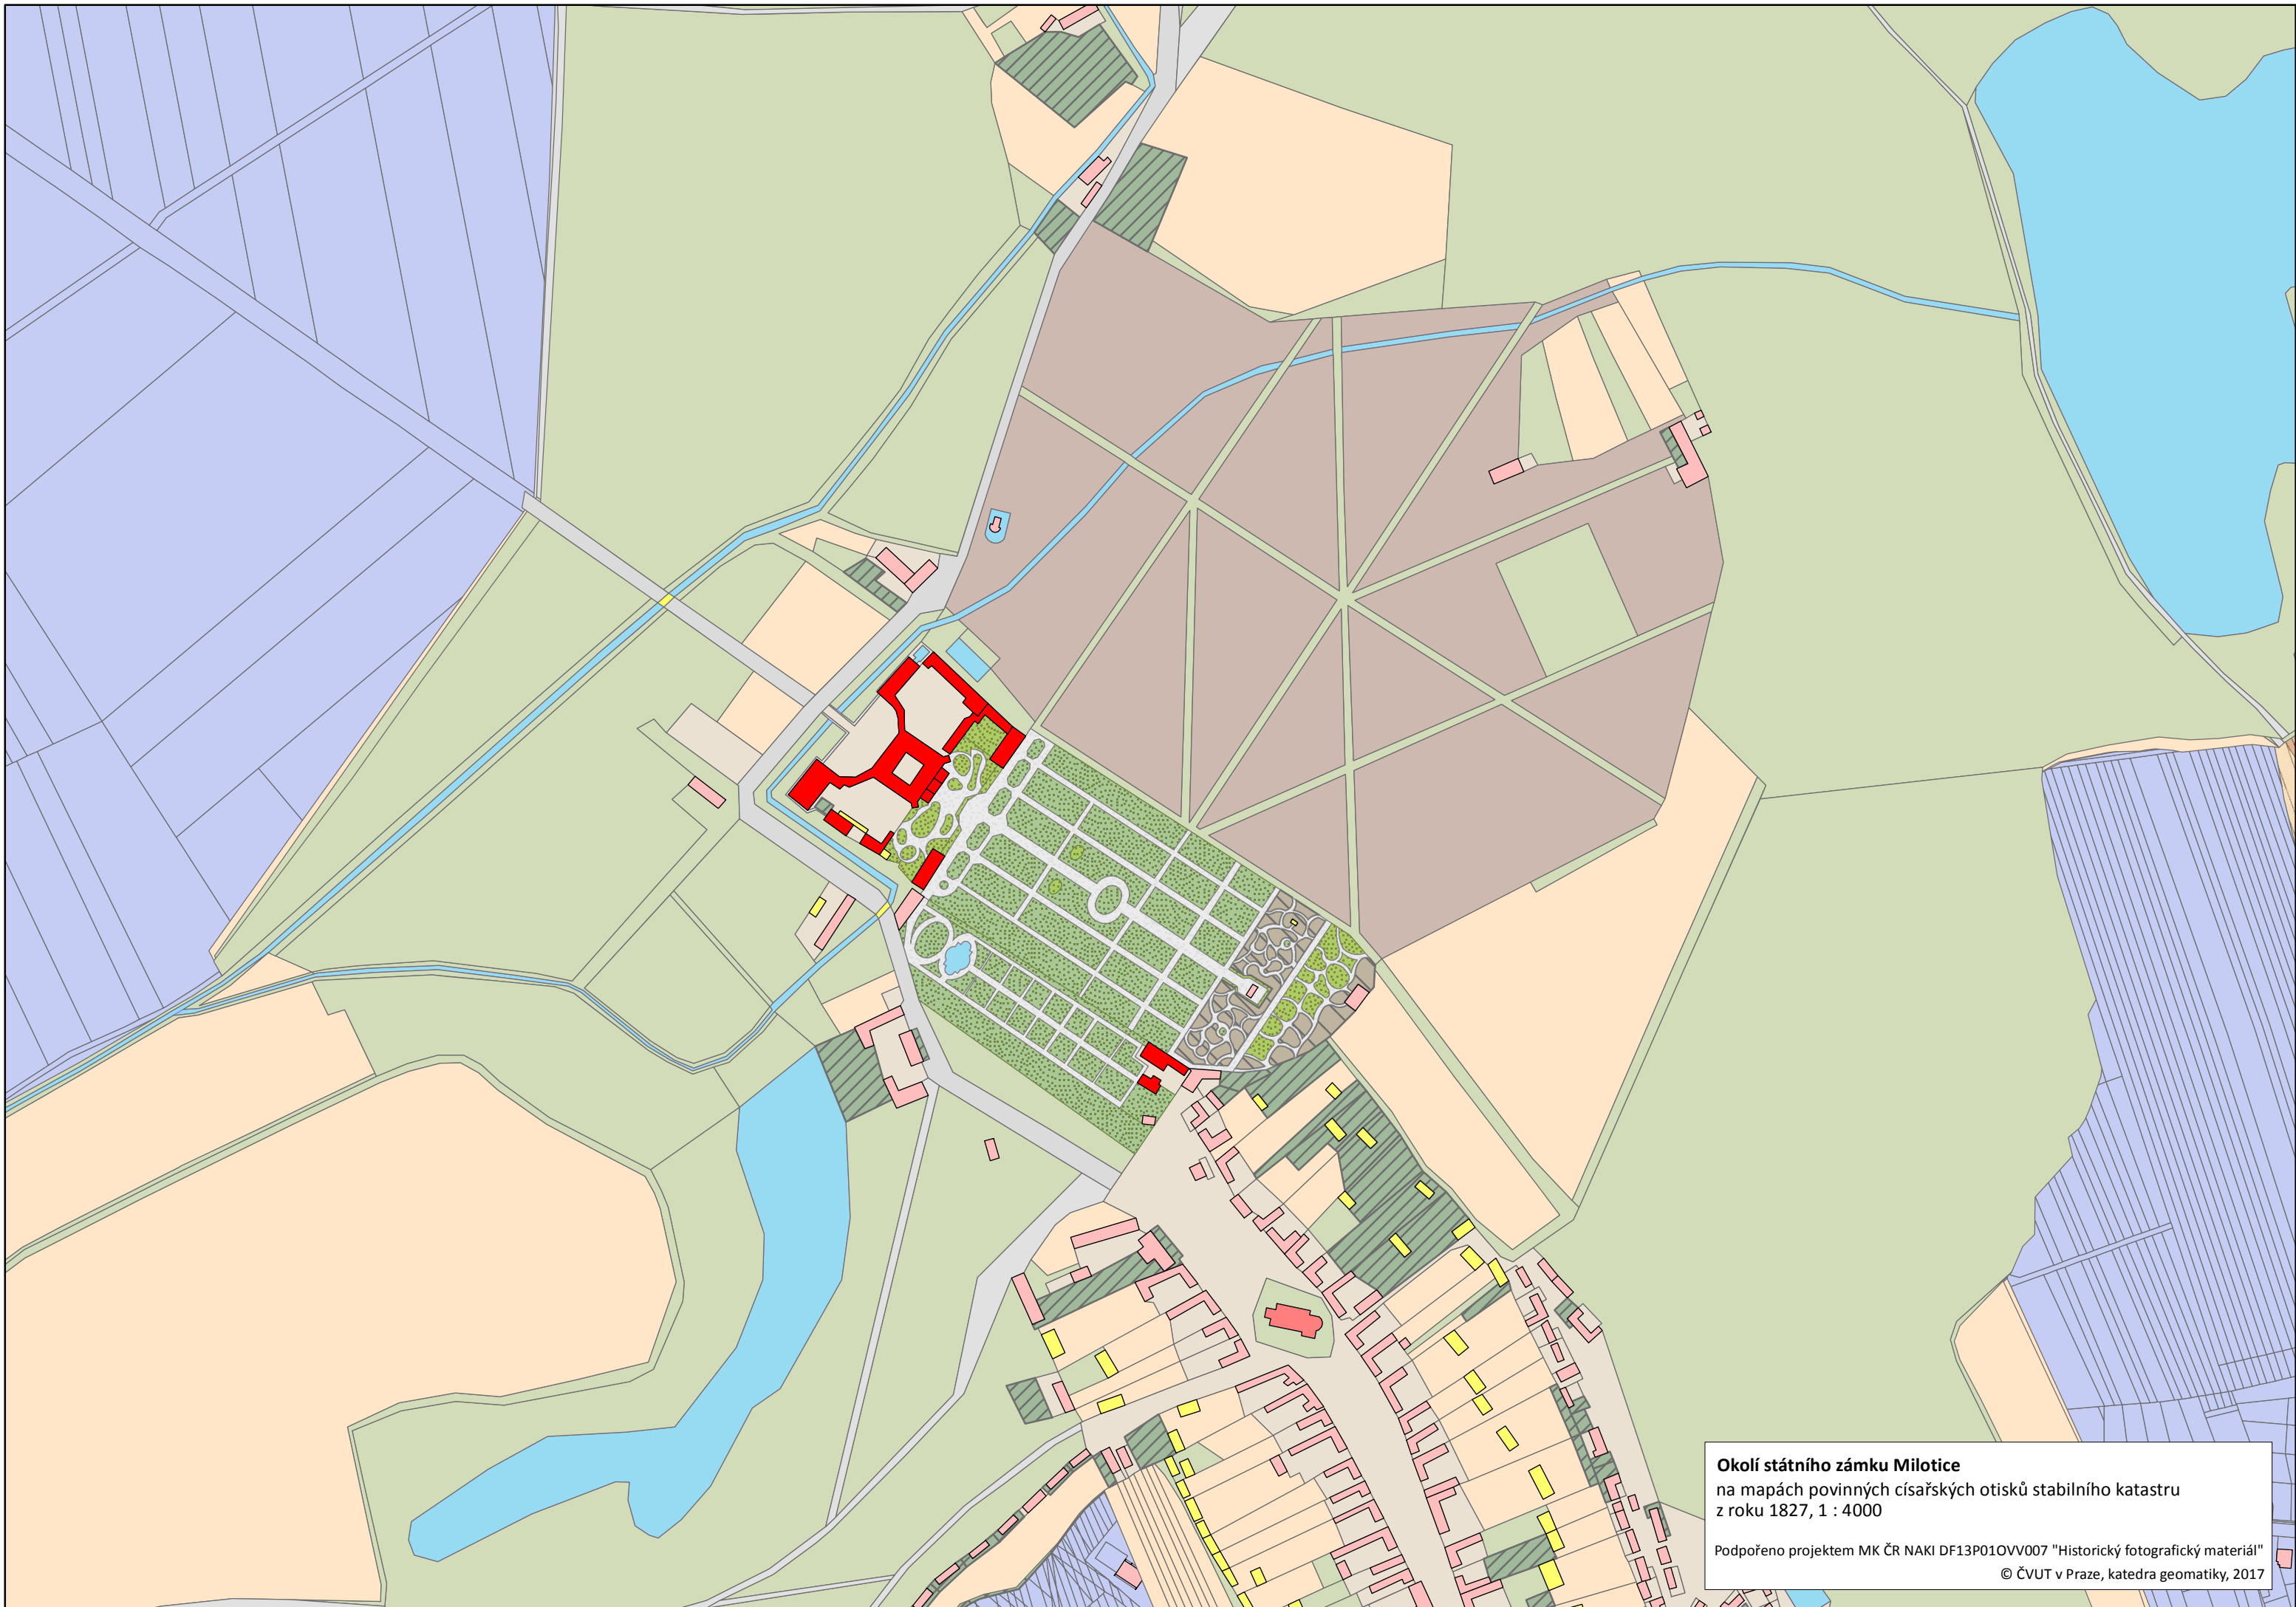 Okolí státního zámku Milotice
na mapách povinných císařských otisků stabilního katastru
z roku 1827, 1 : 4000
Podpořeno projektem MK ČR NAKI DF13P01OVV007 "Historický fotografický materiál"
© ČVUT v Praze, katedra geomatiky, 2017